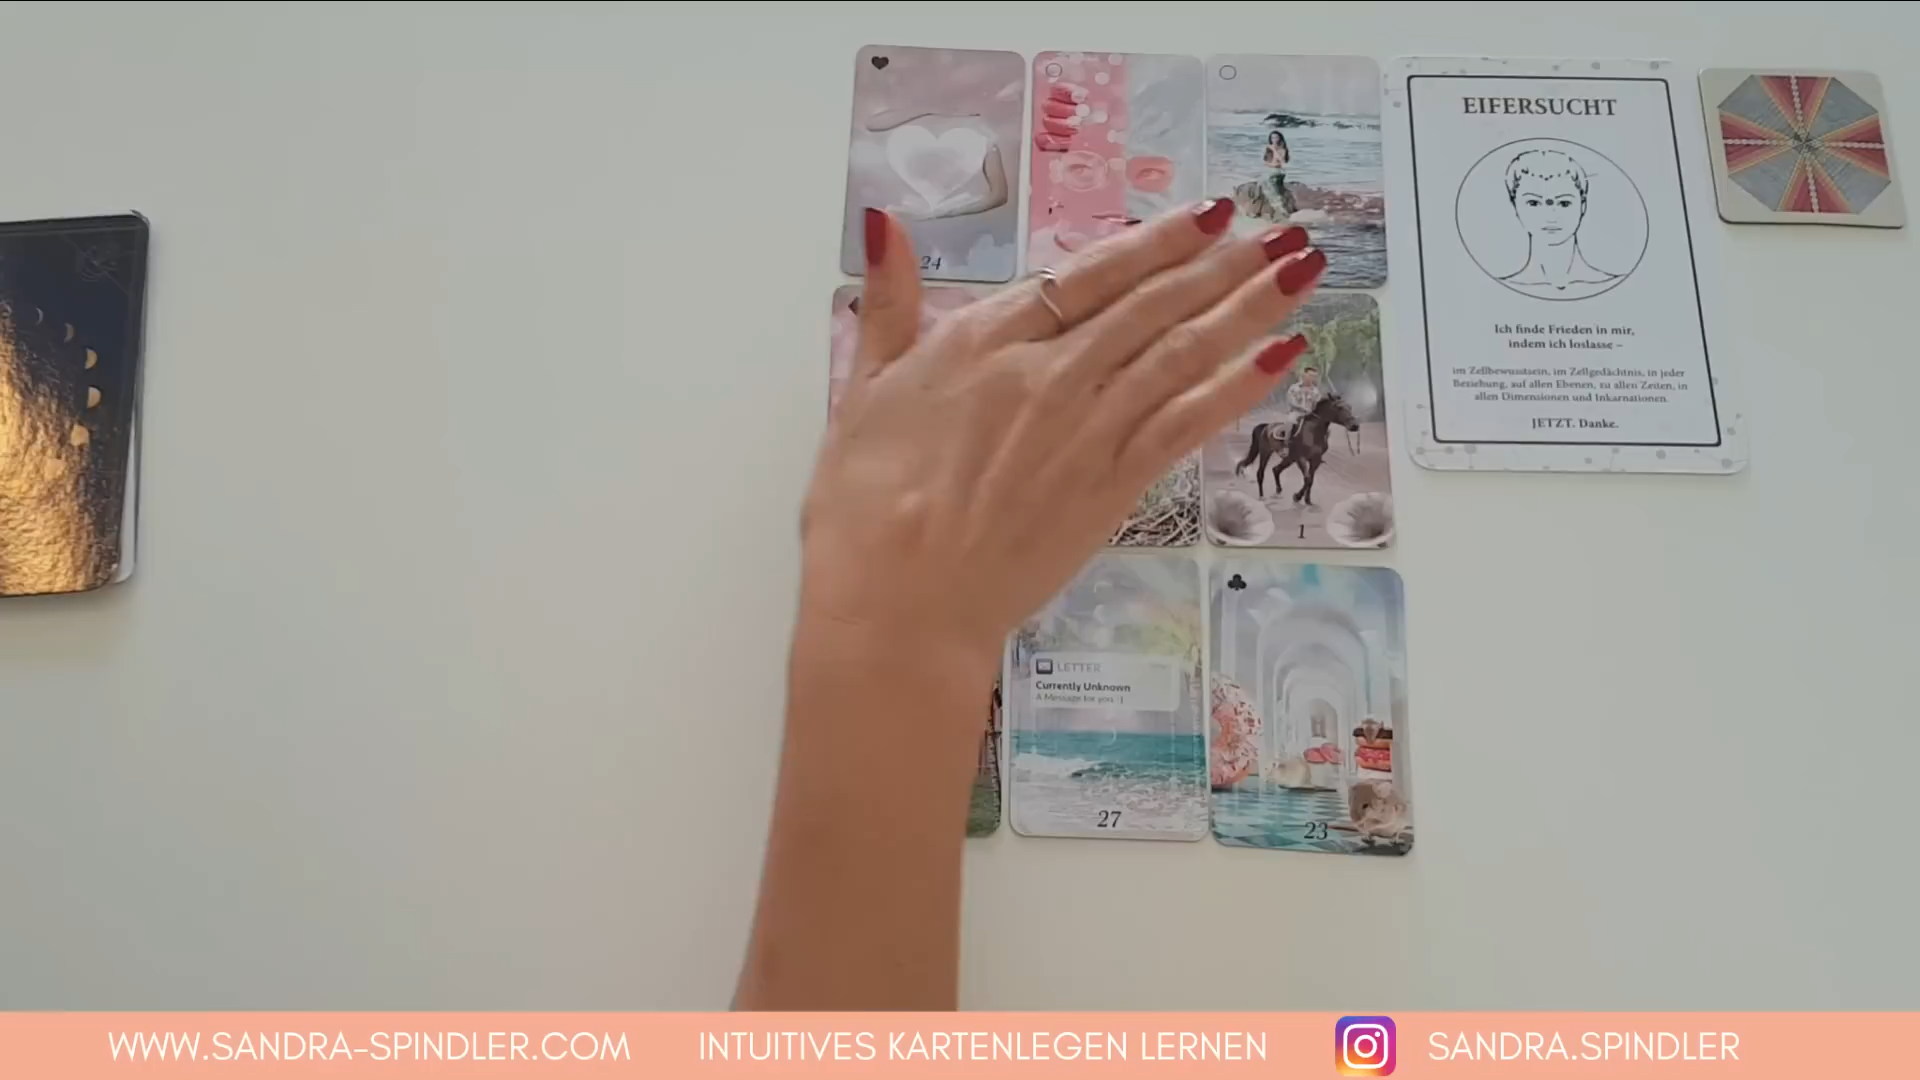 24
EIFERSUCHT
Ich finde Frieden in mir,
indem ich loslasse –
im Zellbewusstsein, im Zellgedächtnis, in jeder
Beziehung, auf allen Ebenen, zu allen Zeiten, in
allen Dimensionen und Inkarnationen.
JETZT. Danke.
1
LETTER
Currently Unknown
A Message for you :)
27
23
WWW.SANDRA-SPINDLER.COM
INTUITIVES KARTENLEGEN LERNEN
SANDRA.SPINDLER